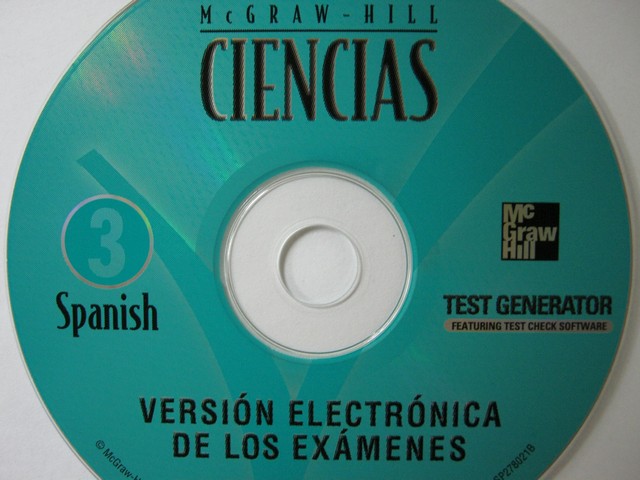 McGRAW-HILL
CIENCIAS
3
Spanish
Mc
Graw
Hill
TEST GENERATOR
FEATURING TEST CHECK SOFTWARE
VERSIÓN ELECTRÓNICA
DE LOS EXÁMENES
© McGraw-